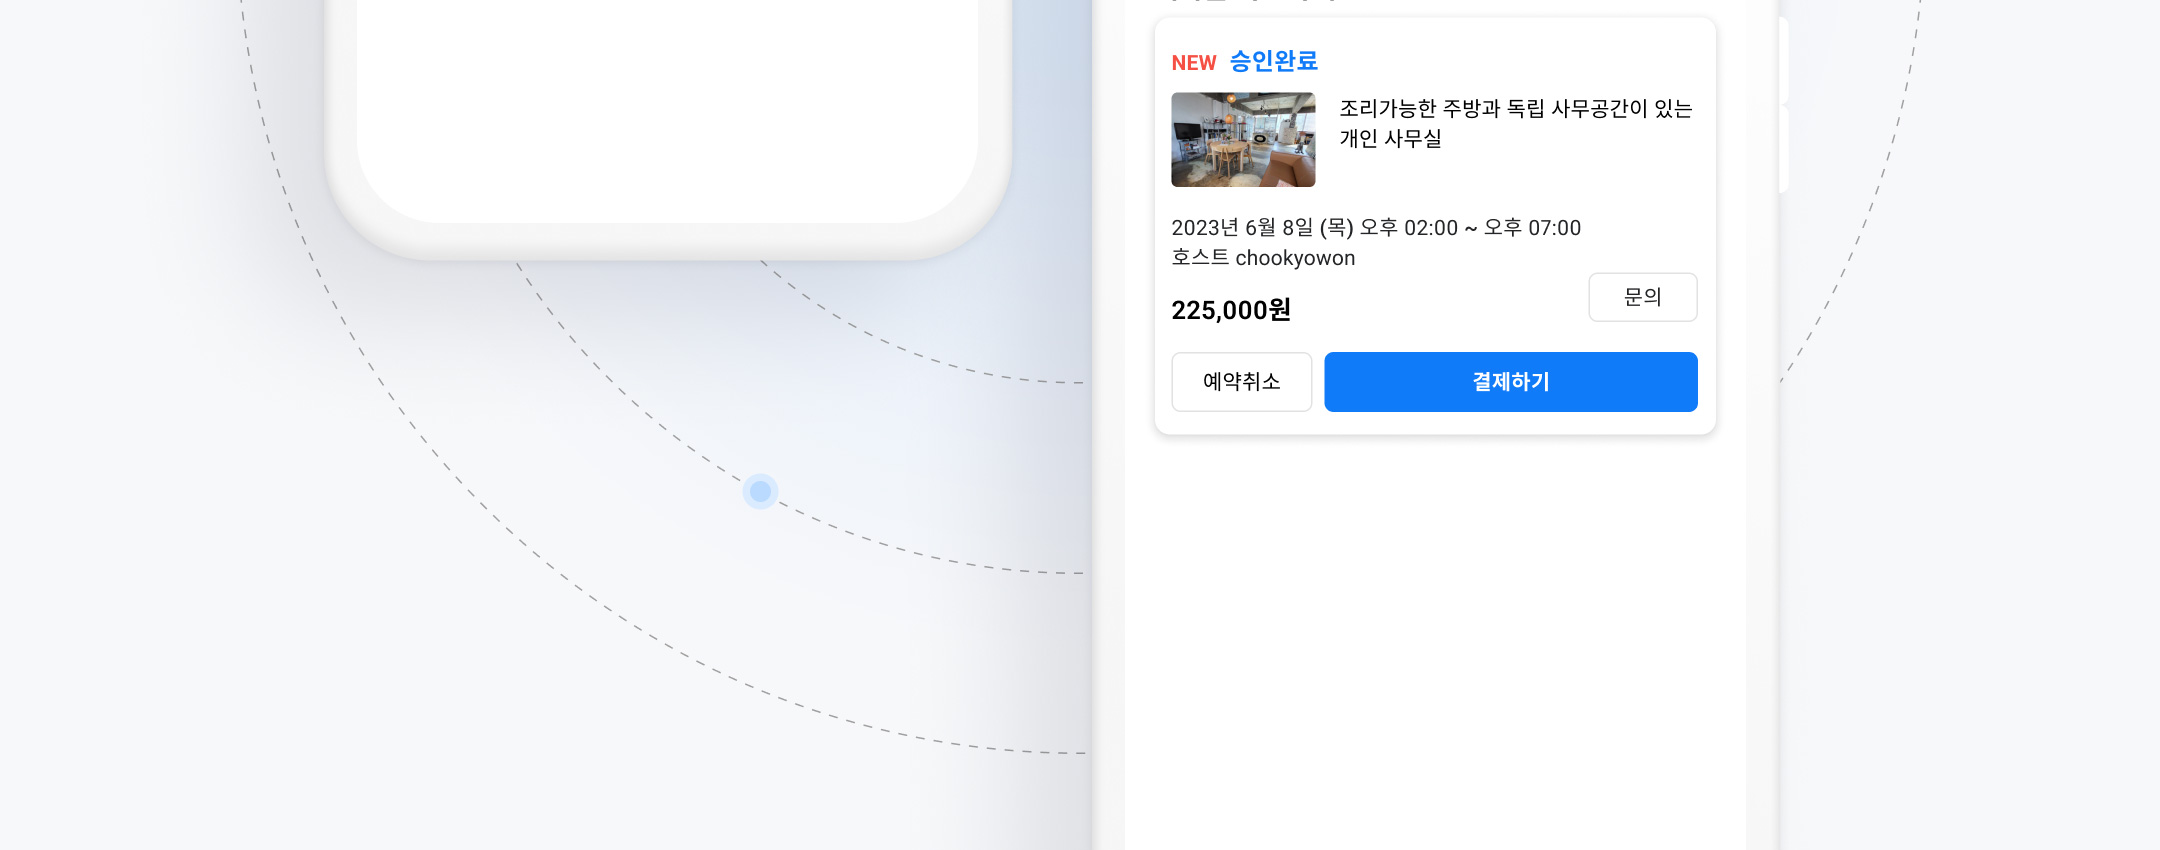 NEW 승인완료
조리가능한 주방과 독립 사무공간이 있는
개인 사무실
2023년 6월 8일 (목) 오후 02:00 ~ 오후 07:00
호스트 chookyowon
225,000원
문의
예약취소
결제하기